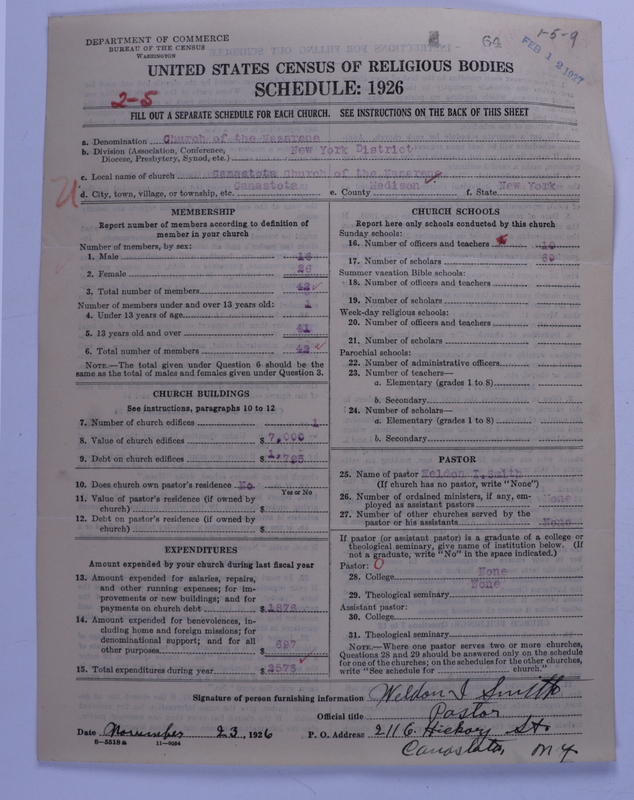 DEPARTMENT OF COMMERCE
BUREAU OF THE CENSUS
WASHINGTON
64
1-5-9
FEB 12 1927
UNITED STATES CENSUS OF RELIGIOUS BODIES
SCHEDULE: 1926
2-5
FILL OUT A SEPARATE SCHEDULE FOR EACH CHURCH. SEE INSTRUCTIONS ON THE BACK OF THIS SHEET
a. Denomination Church of the Nazarene
b. Division (Association, Conference, Diocese, Presbytery, Synod, etc.) New York District
c. Local name of church Canastota Church of the Nazarene
d. City, town, village, or township, etc. Canastota e. County Madison f. State New York
MEMBERSHIP
Report number of members according to definition of
member in your church
Number of members, by sex:
1. Male 16
2. Female 26
3. Total number of members 42
Number of members under and over 13 years old:
4. Under 13 years of age 1
5. 13 years old and over 41
6. Total number of members 42
NOTE.—The total given under Question 6 should be the
same as the total of males and females given under Question 3.
CHURCH BUILDINGS
See instructions, paragraphs 10 to 12
7. Number of church edifices 1
8. Value of church edifices $ 7,000
9. Debt on church edifices $ 1,795
10. Does church own pastor's residence? No.
Yes or No
11. Value of pastor's residence (if owned by
church) $
12. Debt on pastor's residence (if owned by
church) $
EXPENDITURES
Amount expended by your church during last fiscal year
13. Amount expended for salaries, repairs,
and other running expenses; for im-
provements or new buildings; and for
payments on church debt $ 1876
14. Amount expended for benevolences, in-
cluding home and foreign missions; for
denominational support; and for all
other purposes $ 697
15. Total expenditures during year $ 2573
CHURCH SCHOOLS
Report here only schools conducted by this church
Sunday schools:
16. Number of officers and teachers 10
17. Number of scholars 69
Summer vacation Bible schools:
18. Number of officers and teachers
19. Number of scholars
Week-day religious schools:
20. Number of officers and teachers
21. Number of scholars
Parochial schools:
22. Number of administrative officers
23. Number of teachers—
a. Elementary (grades 1 to 8)
b. Secondary
24. Number of scholars—
a. Elementary (grades 1 to 8)
b. Secondary
PASTOR
25. Name of pastor Weldon I. Smith
(If church has no pastor, write "None")
26. Number of ordained ministers, if any, em-
ployed as assistant pastors None
27. Number of other churches served by the
pastor or his assistants None
If pastor (or assistant pastor) is a graduate of a college or
theological seminary, give name of institution below. (If
not a graduate, write "No" in the space indicated.)
Pastor: 0
28. College None
29. Theological seminary None
Assistant pastor:
30. College
31. Theological seminary
NOTE.—Where one pastor serves two or more churches,
Questions 28 and 29 should be answered only on the schedule
for one of the churches; on the schedules for the other churches,
write "See schedule for church."
Signature of person furnishing information Weldon I Smith
Official title Pastor
Date November 23, 1926 P. O. Address 211 C. Hickory St.
8-5518a 11-9054
Canastota, N Y